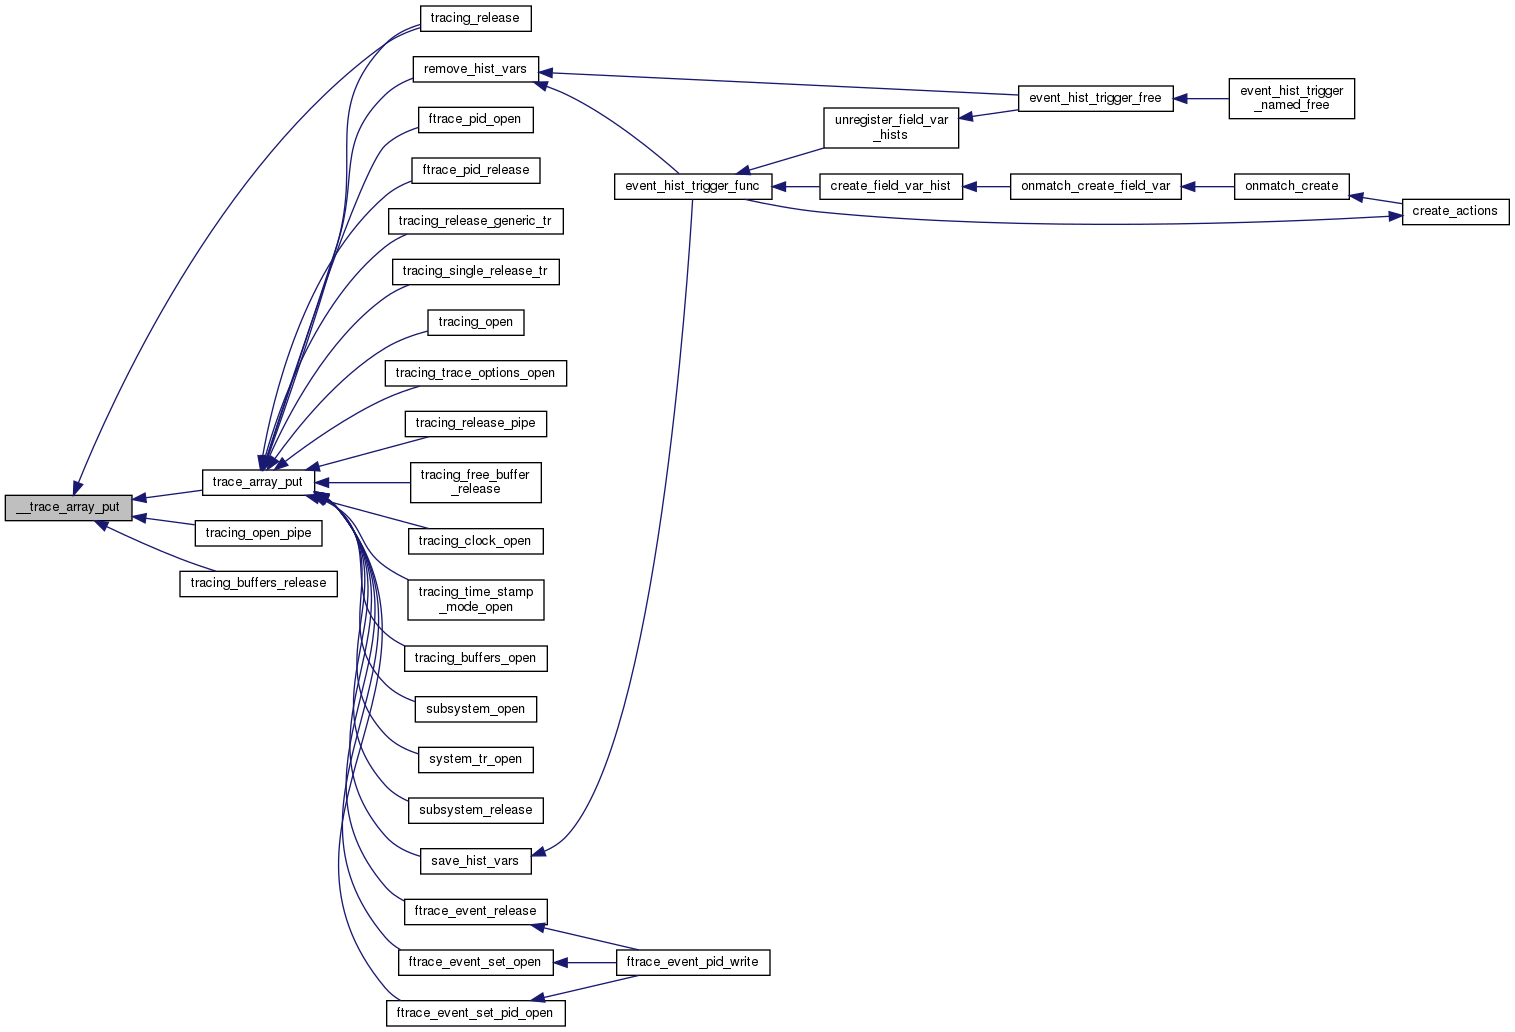 tracing_release
remove_hist_vars
ftrace_pid_open
ftrace_pid_release
tracing_release_generic_tr
tracing_single_release_tr
tracing_open
tracing_trace_options_open
tracing_release_pipe
tracing_free_buffer
_release
tracing_clock_open
tracing_time_stamp
_mode_open
tracing_buffers_open
subsystem_open
system_tr_open
subsystem_release
save_hist_vars
ftrace_event_release
ftrace_event_set_open
ftrace_event_set_pid_open
trace_array_put
__trace_array_put
tracing_open_pipe
tracing_buffers_release
event_hist_trigger_func
unregister_field_var
_hists
create_field_var_hist
event_hist_trigger_free
event_hist_trigger
_named_free
onmatch_create_field_var
onmatch_create
create_actions
ftrace_event_pid_write